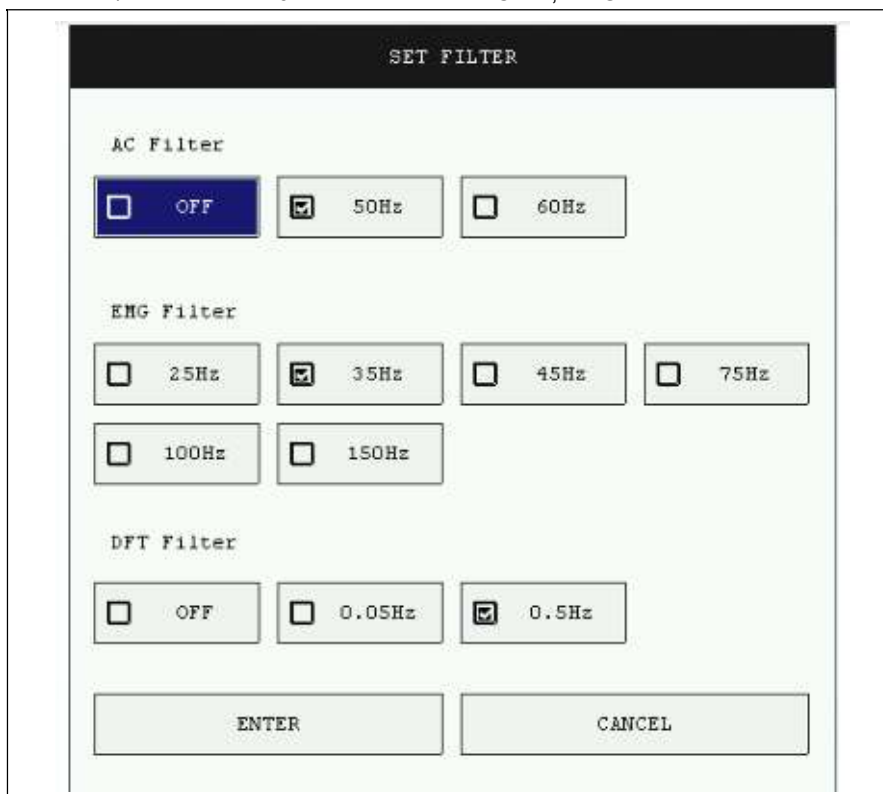 SET FILTER
AC Filter
OFF 50Hz 60Hz
EMG Filter
25Hz 35Hz 45Hz 75Hz
100Hz 150Hz
DFT Filter
OFF 0.05Hz 0.5Hz
ENTER CANCEL